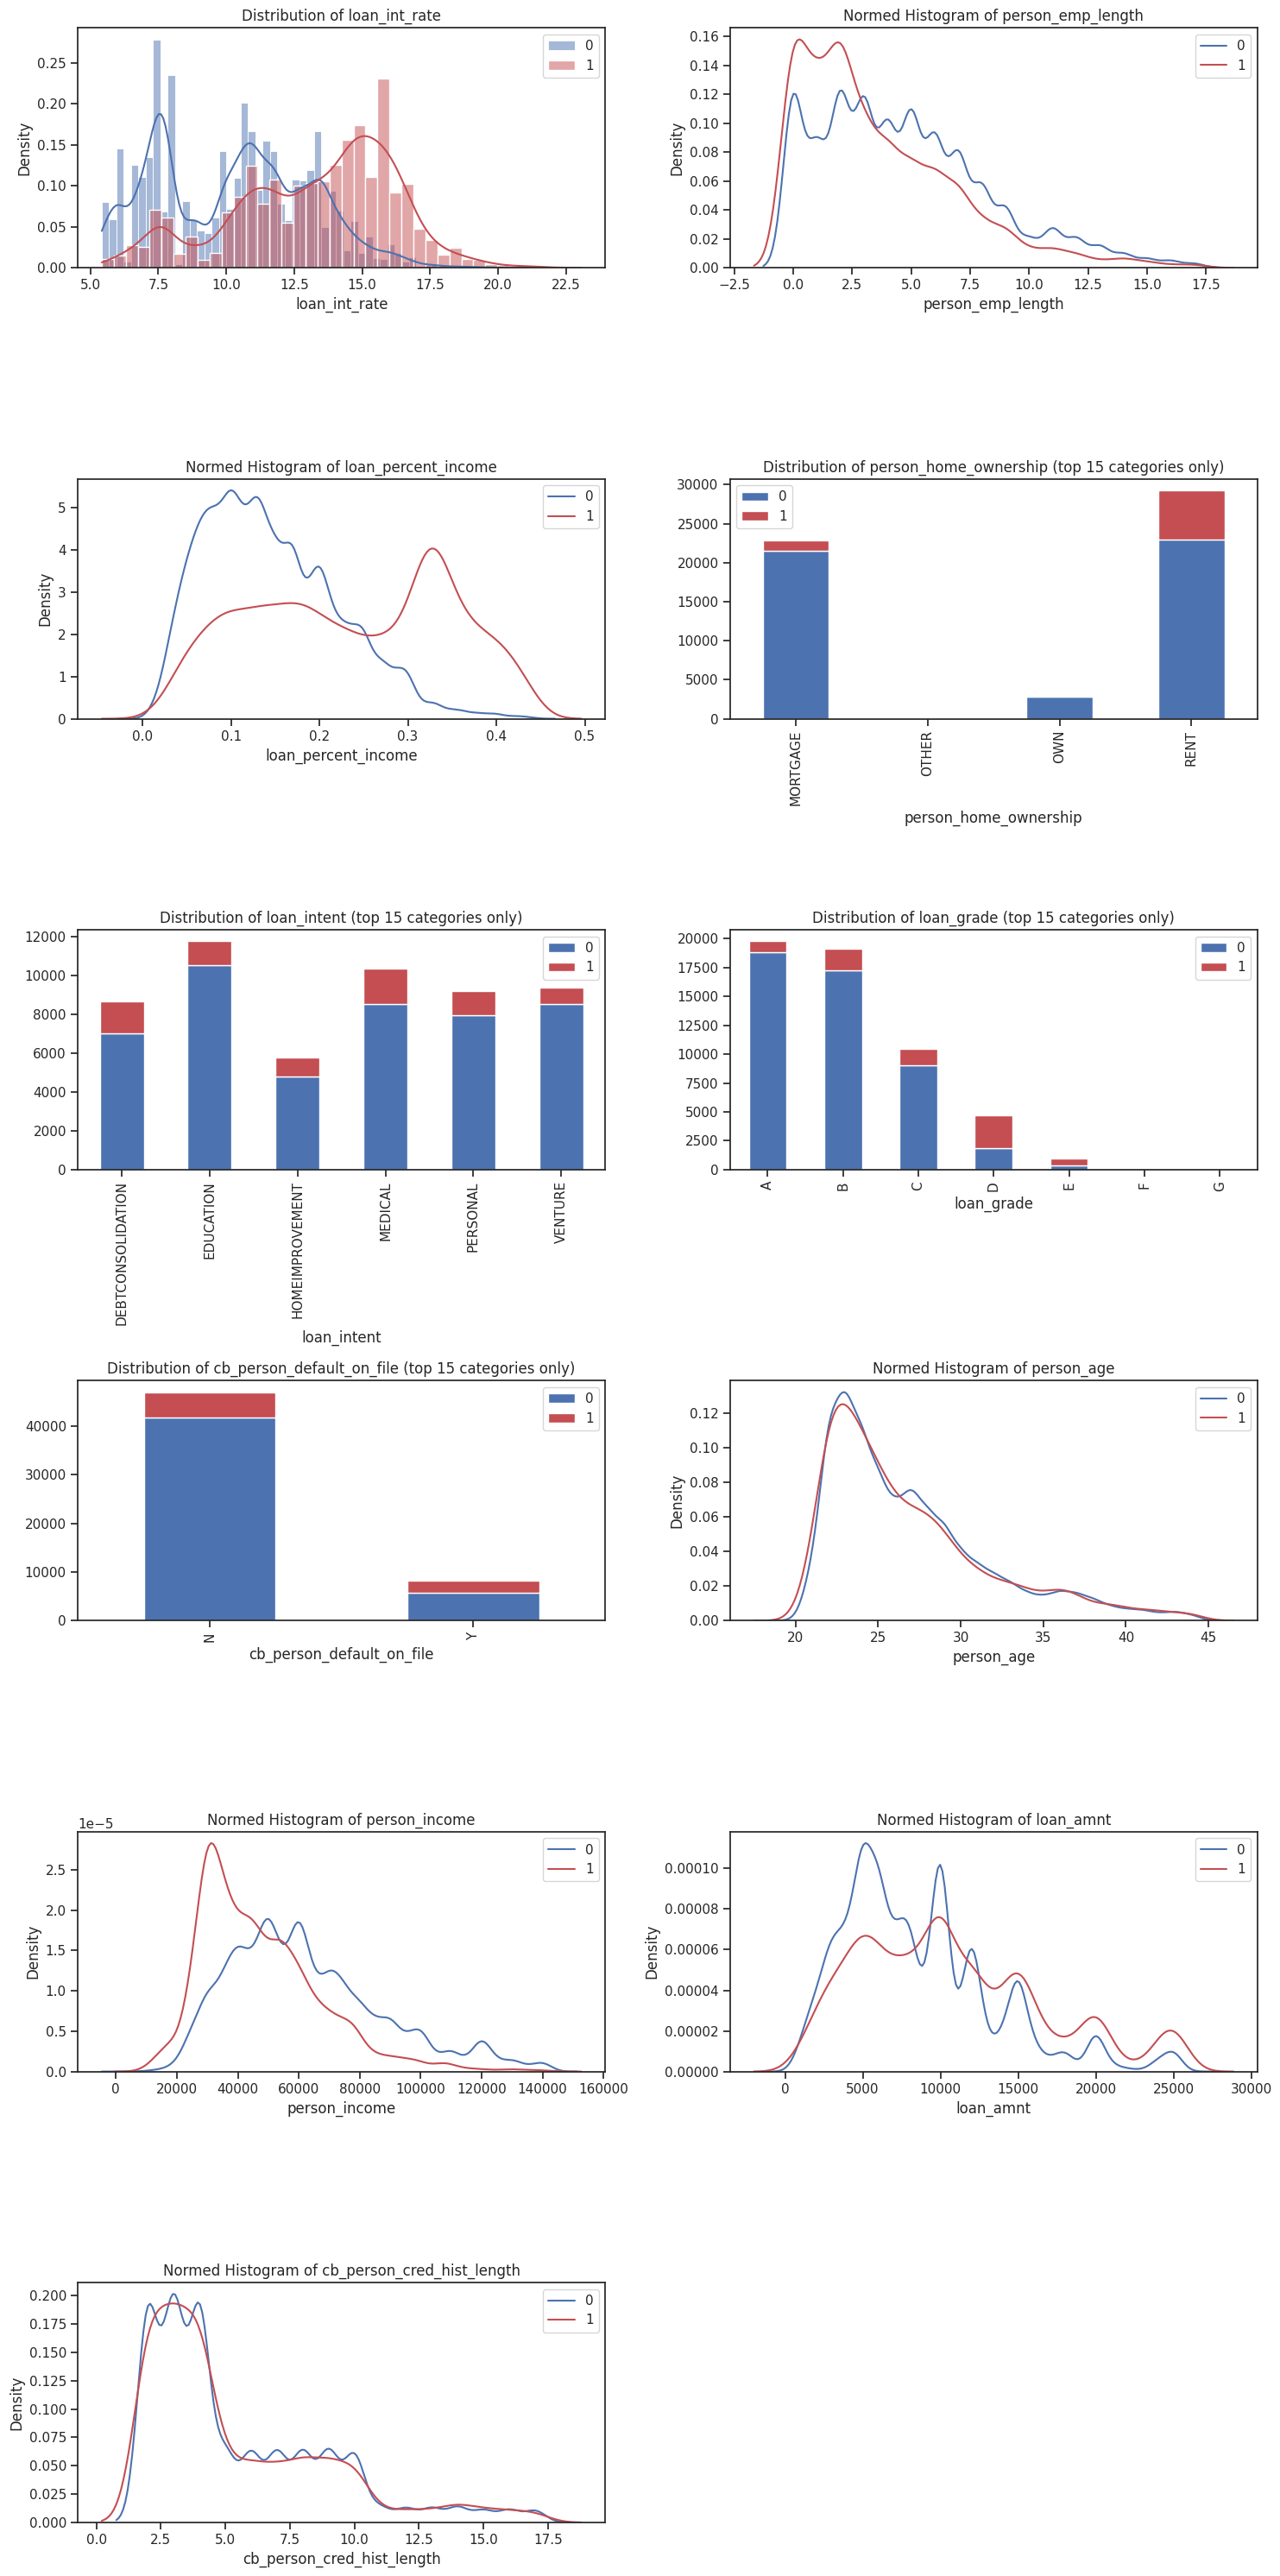 Distribution of loan_int_rate
0
1
Density
0.25
0.20
0.15
0.10
0.05
0.00
5.0 7.5 10.0 12.5 15.0 17.5 20.0 22.5
loan_int_rate
Normed Histogram of person_emp_length
0
1
Density
0.16
0.14
0.12
0.10
0.08
0.06
0.04
0.02
0.00
−2.5 0.0 2.5 5.0 7.5 10.0 12.5 15.0 17.5
person_emp_length
Normed Histogram of loan_percent_income
0
1
Density
5
4
3
2
1
0
0.0 0.1 0.2 0.3 0.4 0.5
loan_percent_income
Distribution of person_home_ownership (top 15 categories only)
0
1
30000
25000
20000
15000
10000
5000
0
MORTGAGE
OTHER
OWN
RENT
person_home_ownership
Distribution of loan_intent (top 15 categories only)
0
1
12000
10000
8000
6000
4000
2000
0
DEBTCONSOLIDATION
EDUCATION
HOMEIMPROVEMENT
MEDICAL
PERSONAL
VENTURE
loan_intent
Distribution of loan_grade (top 15 categories only)
0
1
20000
17500
15000
12500
10000
7500
5000
2500
0
A
B
C
D
E
F
G
loan_grade
Distribution of cb_person_default_on_file (top 15 categories only)
0
1
40000
30000
20000
10000
0
N
Y
cb_person_default_on_file
Normed Histogram of person_age
0
1
Density
0.12
0.10
0.08
0.06
0.04
0.02
0.00
20 25 30 35 40 45
person_age
Normed Histogram of person_income
1e−5
0
1
Density
2.5
2.0
1.5
1.0
0.5
0.0
0 20000 40000 60000 80000 100000 120000 140000 160000
person_income
Normed Histogram of loan_amnt
0
1
Density
0.00010
0.00008
0.00006
0.00004
0.00002
0.00000
0 5000 10000 15000 20000 25000 30000
loan_amnt
Normed Histogram of cb_person_cred_hist_length
0
1
Density
0.200
0.175
0.150
0.125
0.100
0.075
0.050
0.025
0.000
0.0 2.5 5.0 7.5 10.0 12.5 15.0 17.5
cb_person_cred_hist_length